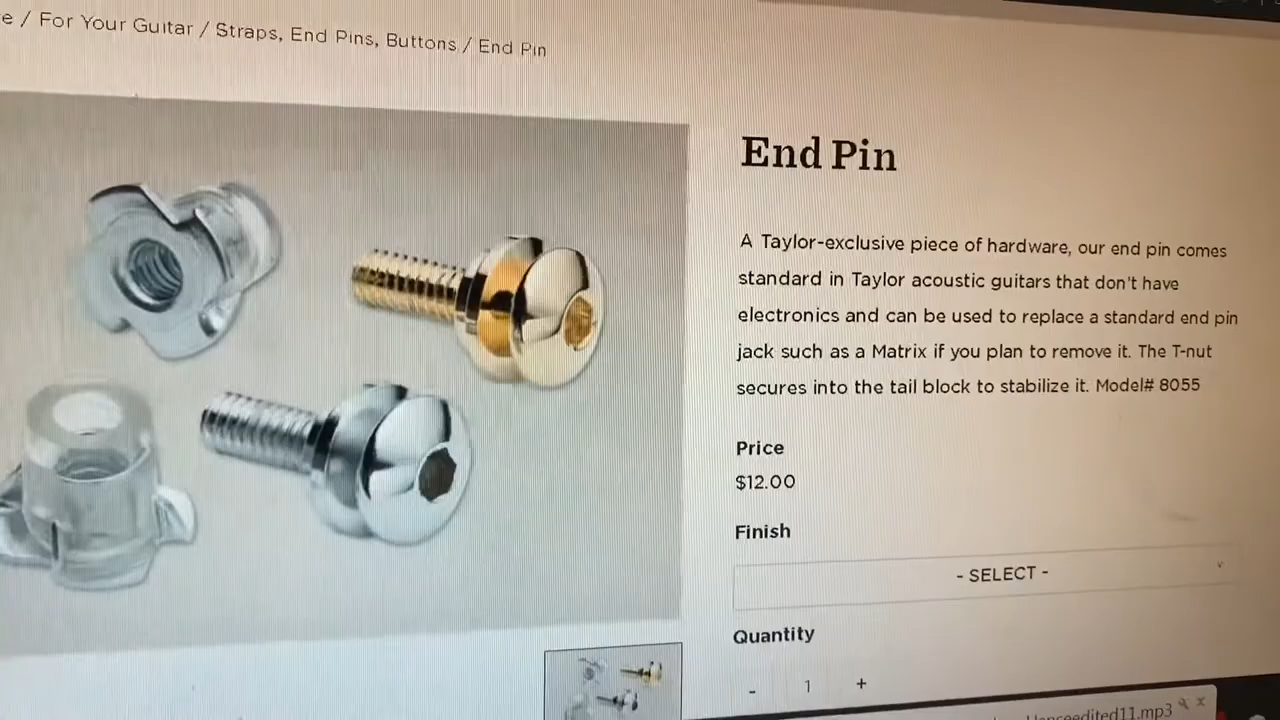 / For Your Guitar / Straps, End Pins, Buttons / End Pin
End Pin
A Taylor-exclusive piece of hardware, our end pin comes
standard in Taylor acoustic guitars that don't have
electronics and can be used to replace a standard end pin
jack such as a Matrix if you plan to remove it. The T-nut
secures into the tail block to stabilize it. Model# 8055
Price
$12.00
Finish
- SELECT -
Quantity
- 1 +